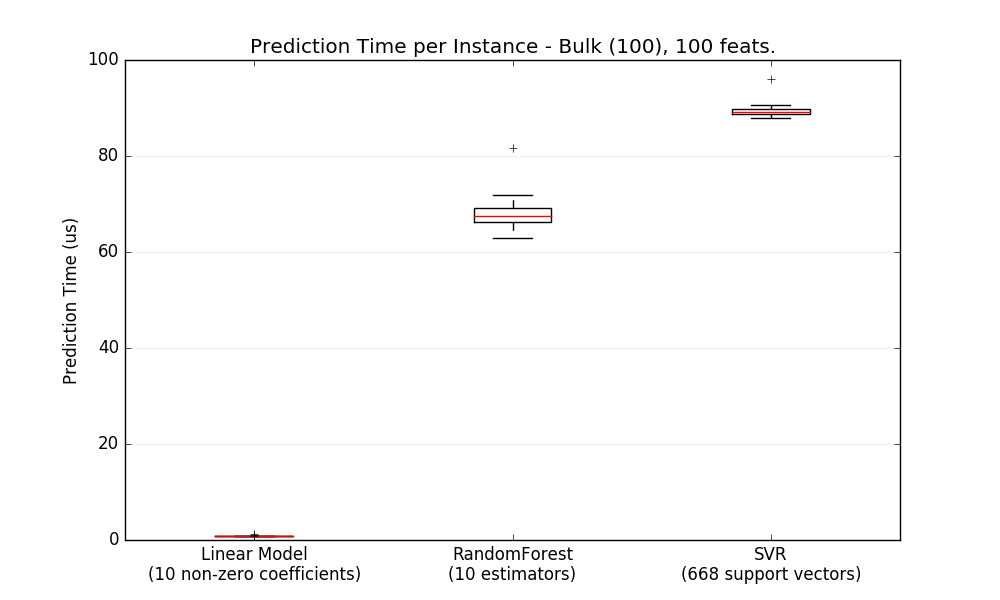 Prediction Time per Instance - Bulk (100), 100 feats.
100
80
60
40
20
0
Prediction Time (us)
Linear Model
(10 non-zero coefficients)
RandomForest
(10 estimators)
SVR
(668 support vectors)